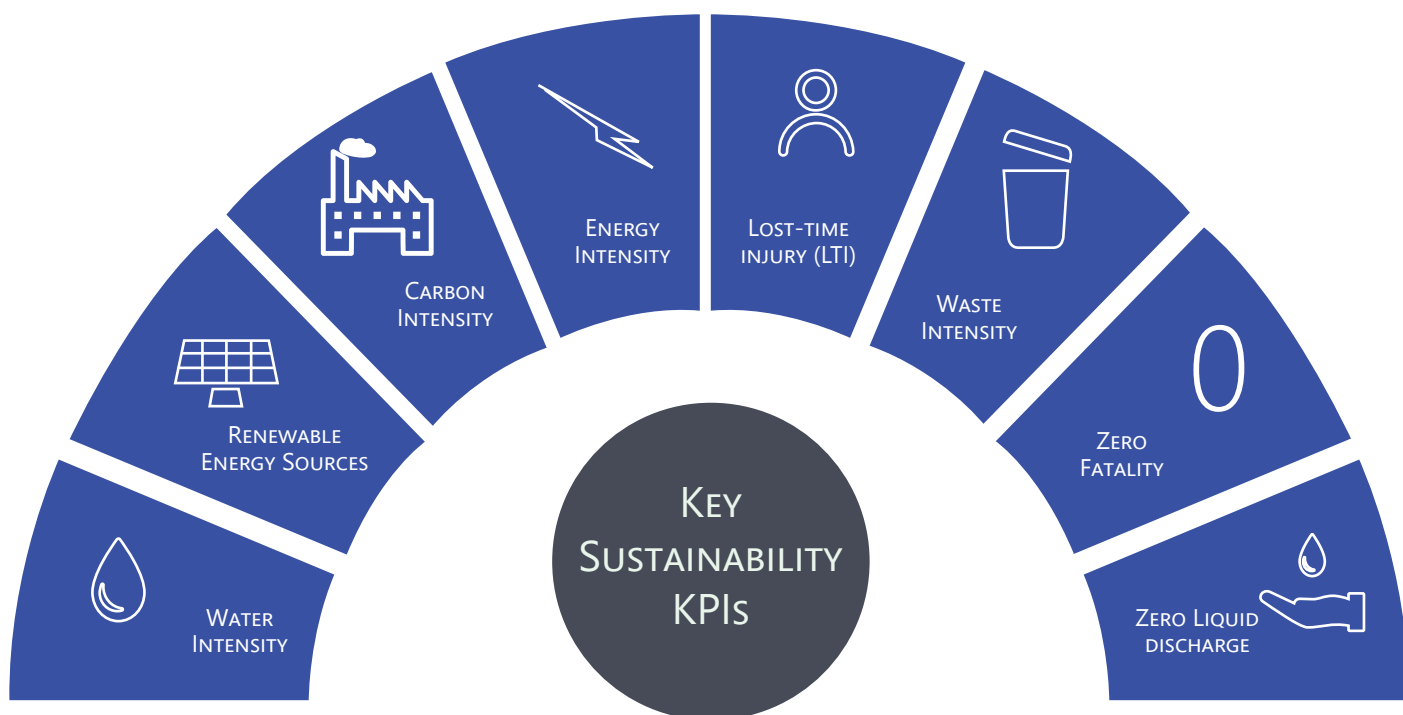 Water
Intensity
Renewable
Energy Sources
Carbon
Intensity
Energy
Intensity
Lost-time
injury (LTI)
Waste
Intensity
0
Zero
Fatality
Zero Liquid
discharge
Key
Sustainability
KPIs